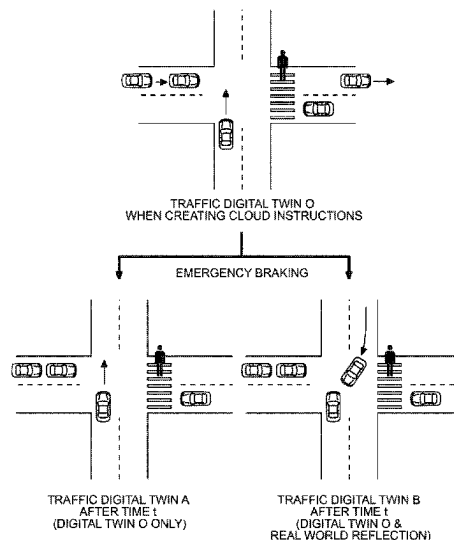 TRAFFIC DIGITAL TWIN O
WHEN CREATING CLOUD INSTRUCTIONS
EMERGENCY BRAKING
TRAFFIC DIGITAL TWIN A
AFTER TIME t
(DIGITAL TWIN O ONLY)
TRAFFIC DIGITAL TWIN B
AFTER TIME t
(DIGITAL TWIN O &
REAL WORLD REFLECTION)